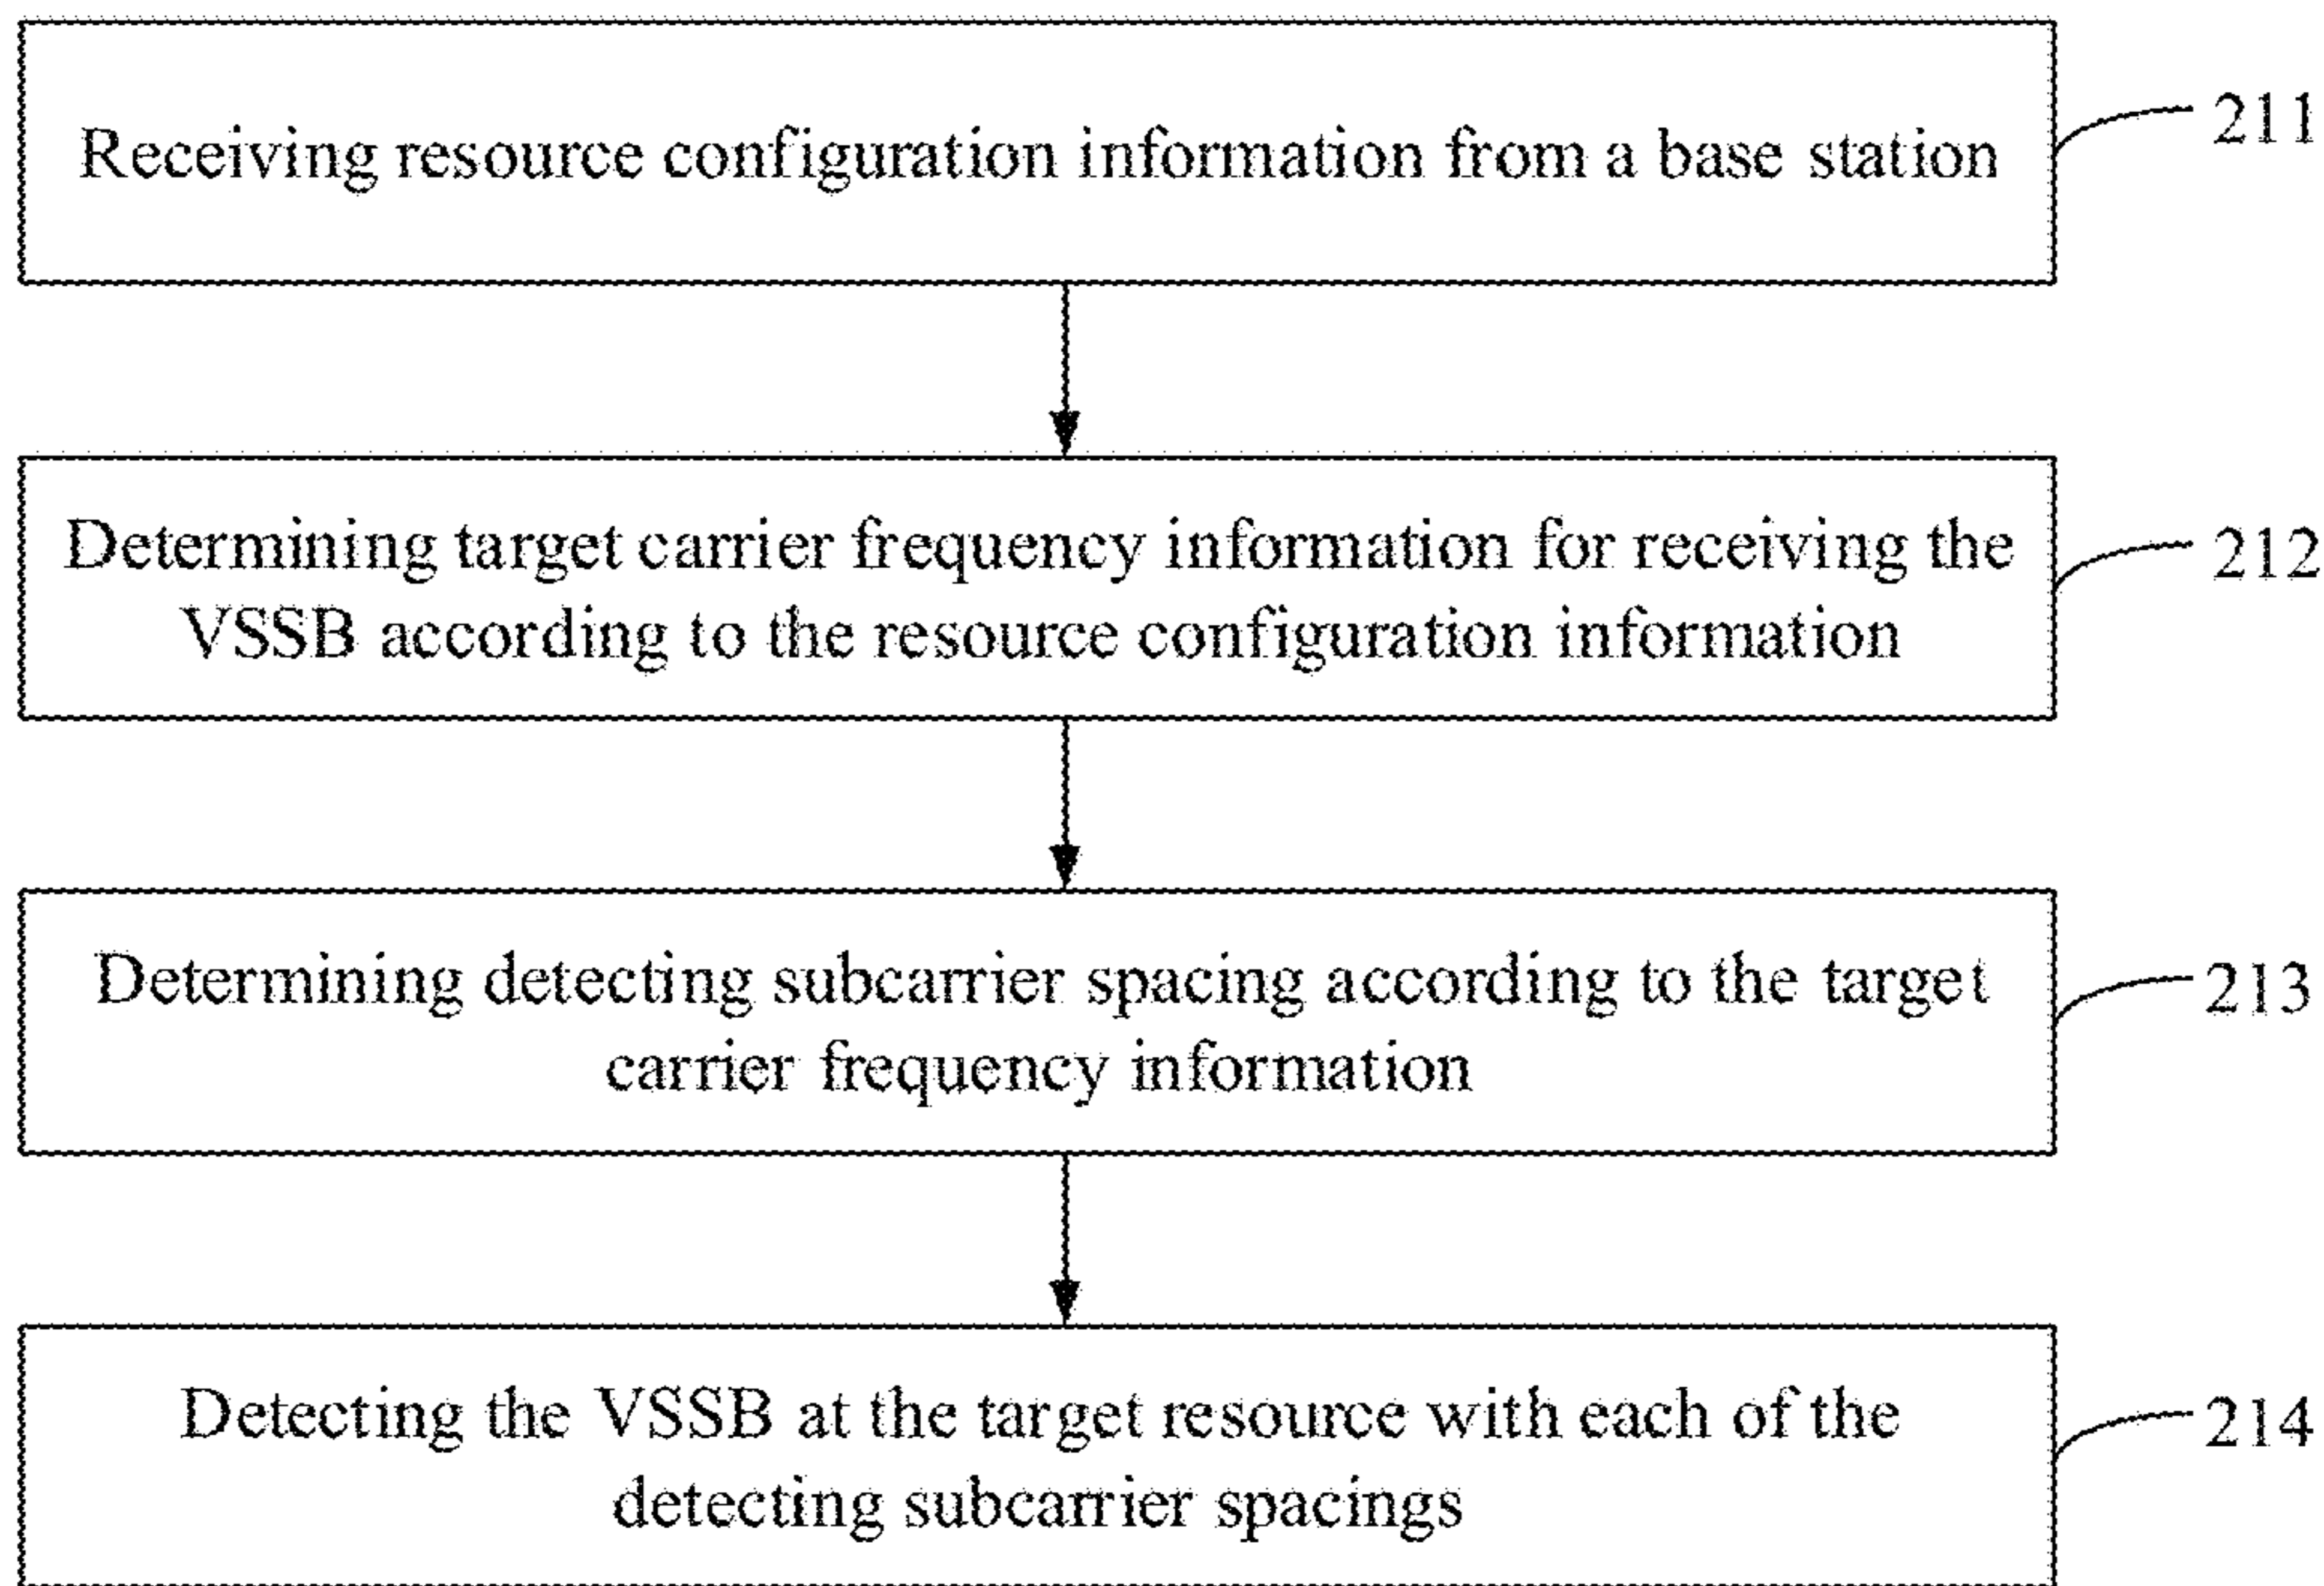 Receiving resource configuration information from a base station
211
Determining target carrier frequency information for receiving the
VSSB according to the resource configuration information
212
Determining detecting subcarrier spacing according to the target
carrier frequency information
213
Detecting the VSSB at the target resource with each of the
detecting subcarrier spacings
214